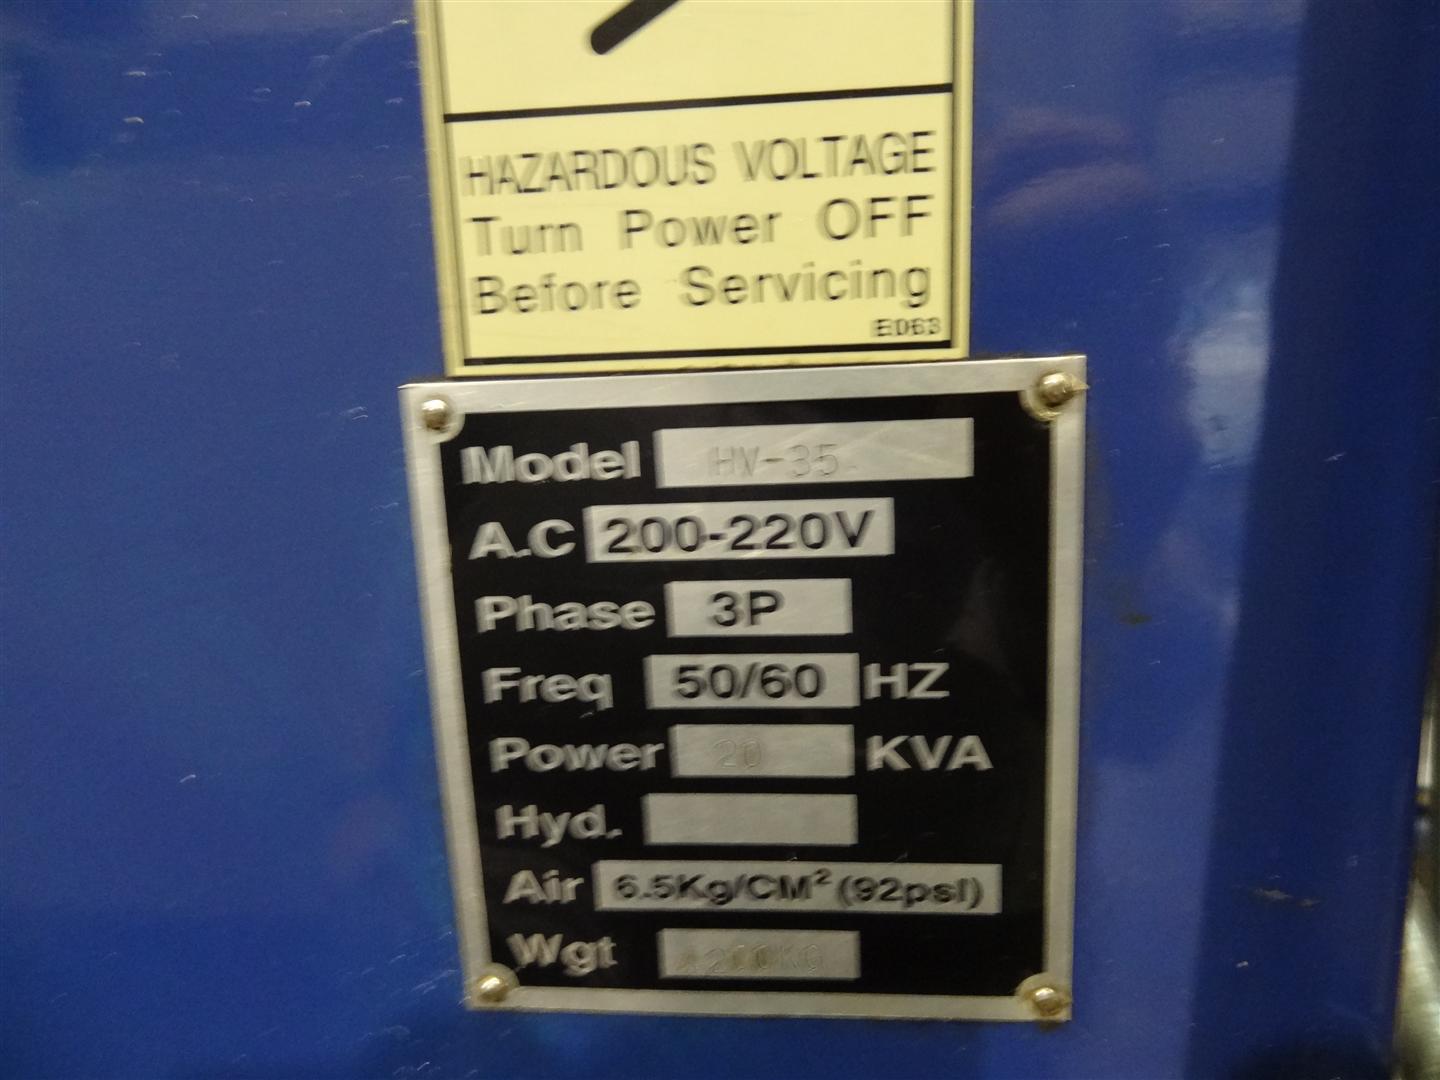 HAZARDOUS VOLTAGE
Turn Power OFF
Before Servicing
E063
Model HV-35
A.C 200-220V
Phase 3P
Freq 50/60 HZ
Power 20 KVA
Hyd.
Air 6.5Kg/CM² (92psI)
Wgt 4200KG